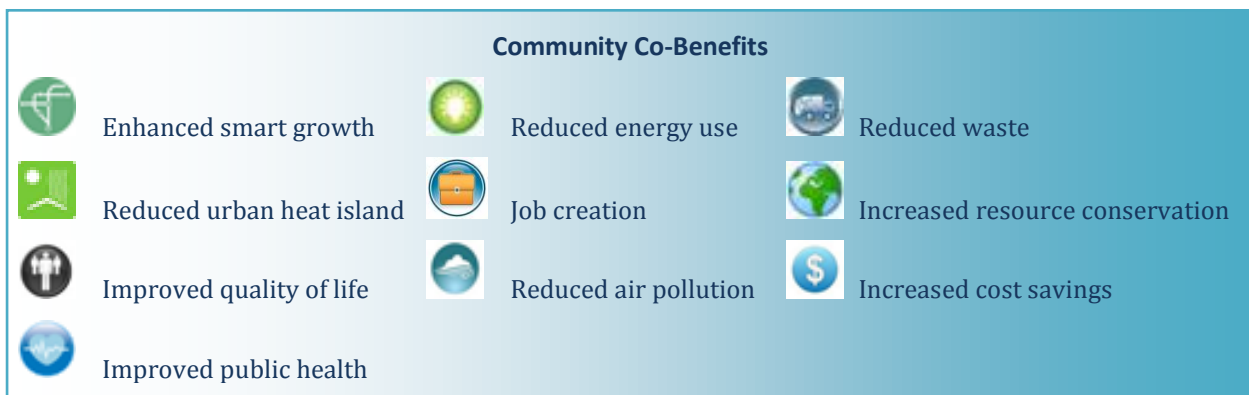 Community Co-Benefits
Enhanced smart growth
Reduced energy use
Reduced waste
Reduced urban heat island
Job creation
Increased resource conservation
Improved quality of life
Reduced air pollution
$
Increased cost savings
Improved public health